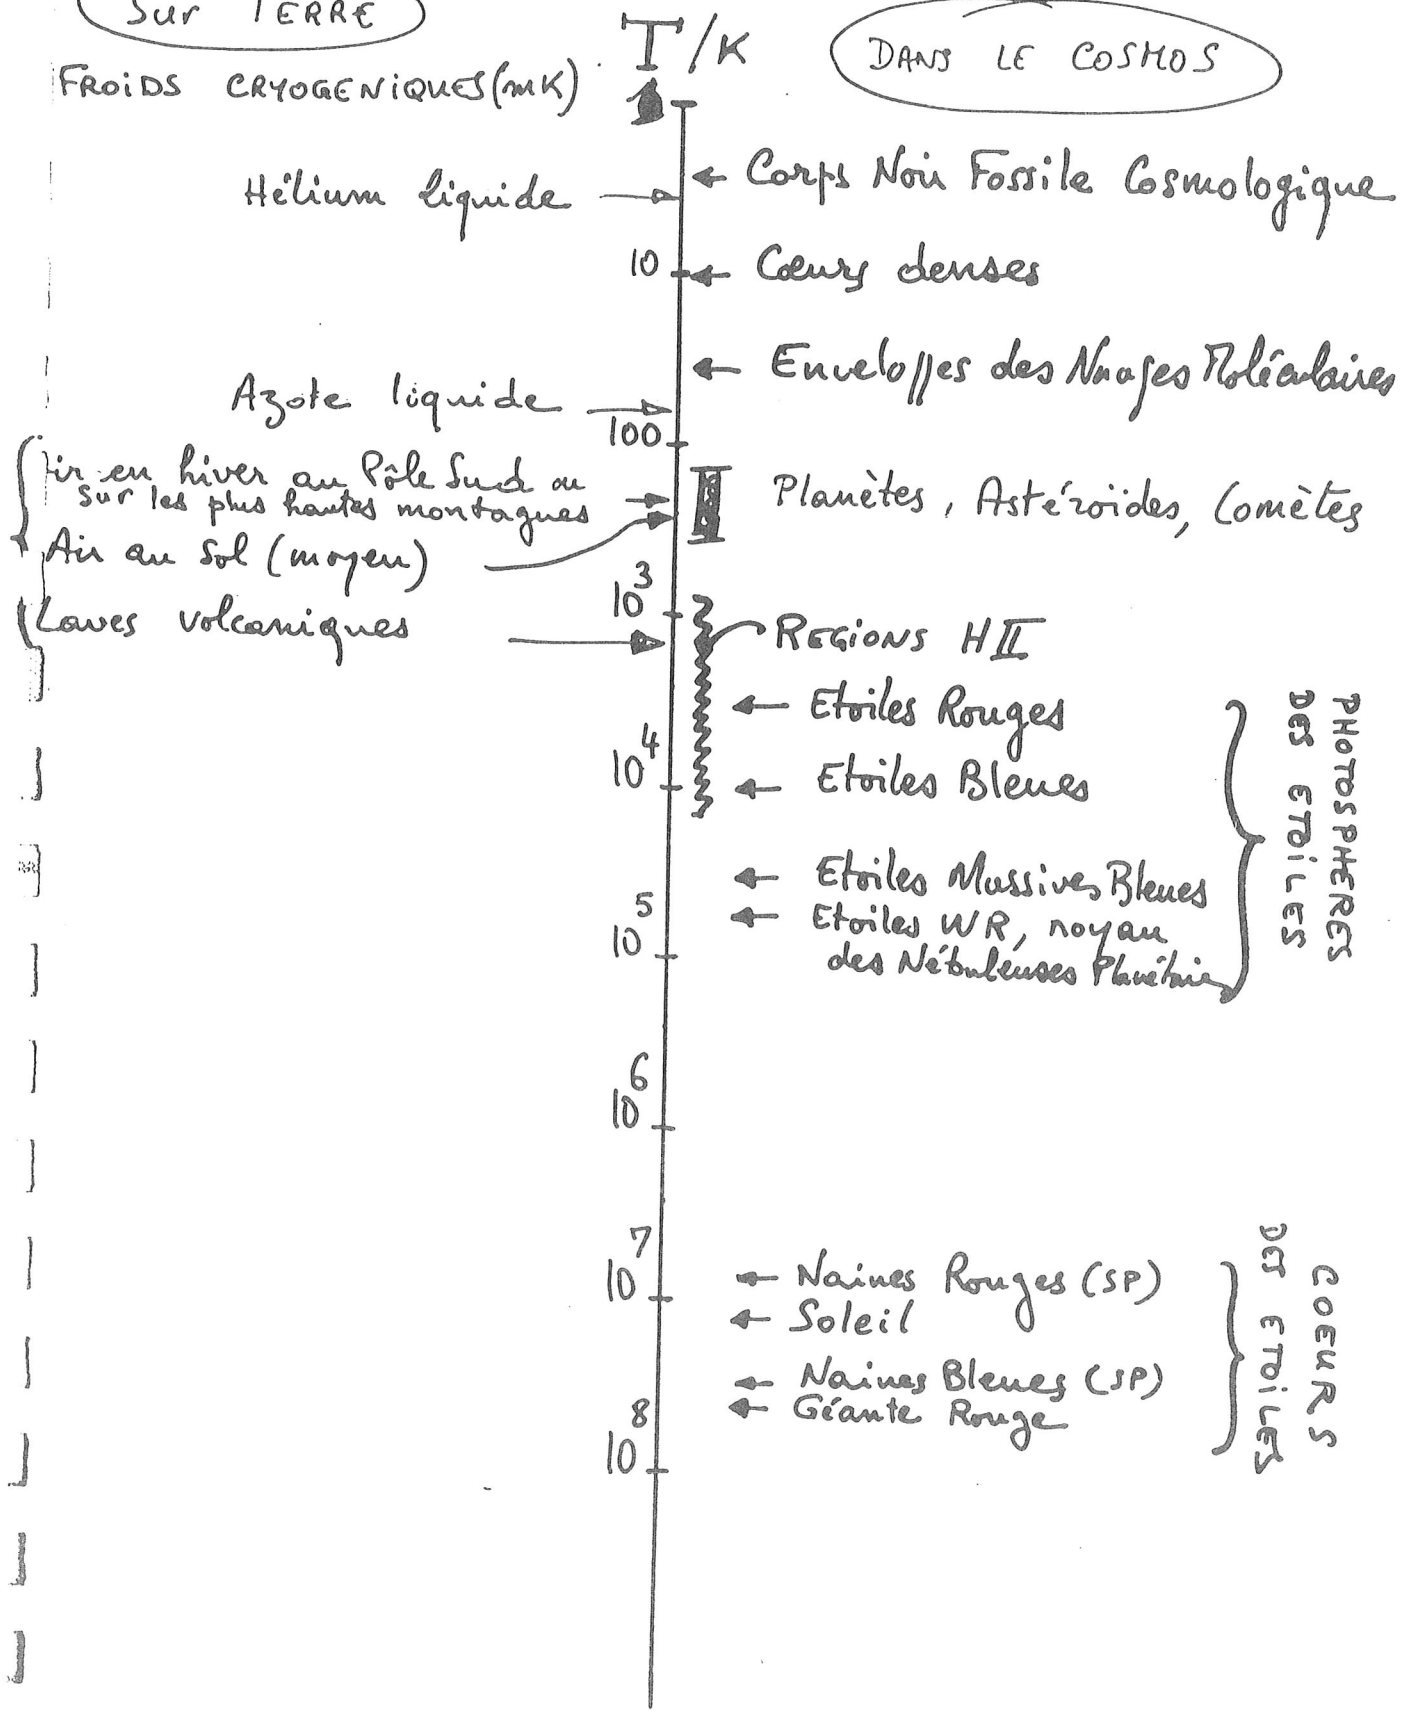 Sur TERRE
T/K
DANS LE COSMOS
FROIDS CRYOGENIQUES (mK)
1
Corps Noir Fossile Cosmologique
Hélium liquide
10
Cœurs denses
Enveloppes des Nuages Moléculaires
Azote liquide
100
Air en hiver au Pôle Sud ou
sur les plus hautes montagnes
Planètes, Astéroïdes, Comètes
Air au Sol (moyen)
10³
Laves volcaniques
REGIONS HII
Etoiles Rouges
10⁴
Etoiles Bleues
Etoiles Massives Bleues
Etoiles WR, noyau
des Nébuleuses Planétaires
10⁵
PHOTOSPHERES
DES ETOILES
10⁶
10⁷
Naines Rouges (SP)
Soleil
Naines Bleues (SP)
Géante Rouge
10⁸
COEURS
DES ETOILES